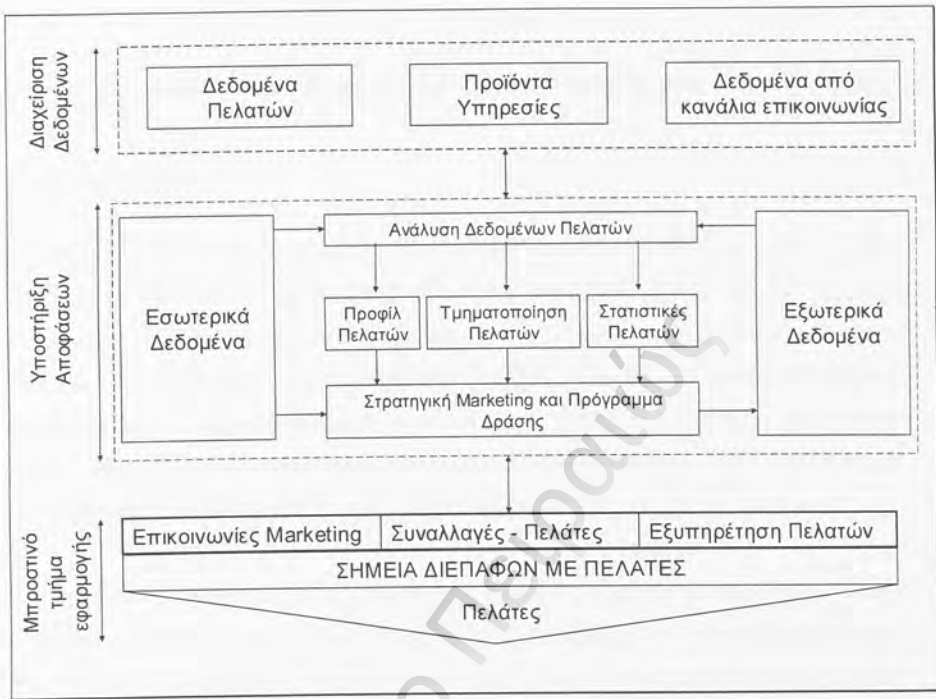 Διαχείριση
Δεδομένων
Δεδομένα
Πελατών
Προϊόντα
Υπηρεσίες
Δεδομένα από
κανάλια επικοινωνίας
Υποστήριξη
Αποφάσεων
Εσωτερικά
Δεδομένα
Ανάλυση Δεδομένων Πελατών
Προφίλ
Πελατών
Τμηματοποίηση
Πελατών
Στατιστικές
Πελατών
Στρατηγική Marketing και Πρόγραμμα
Δράσης
Εξωτερικά
Δεδομένα
Μπροστινό
τμήμα
εφαρμογής
Επικοινωνίες Marketing
Συναλλαγές - Πελάτες
Εξυπηρέτηση Πελατών
ΣΗΜΕΙΑ ΔΙΕΠΑΦΩΝ ΜΕ ΠΕΛΑΤΕΣ
Πελάτες
Πειραιώς